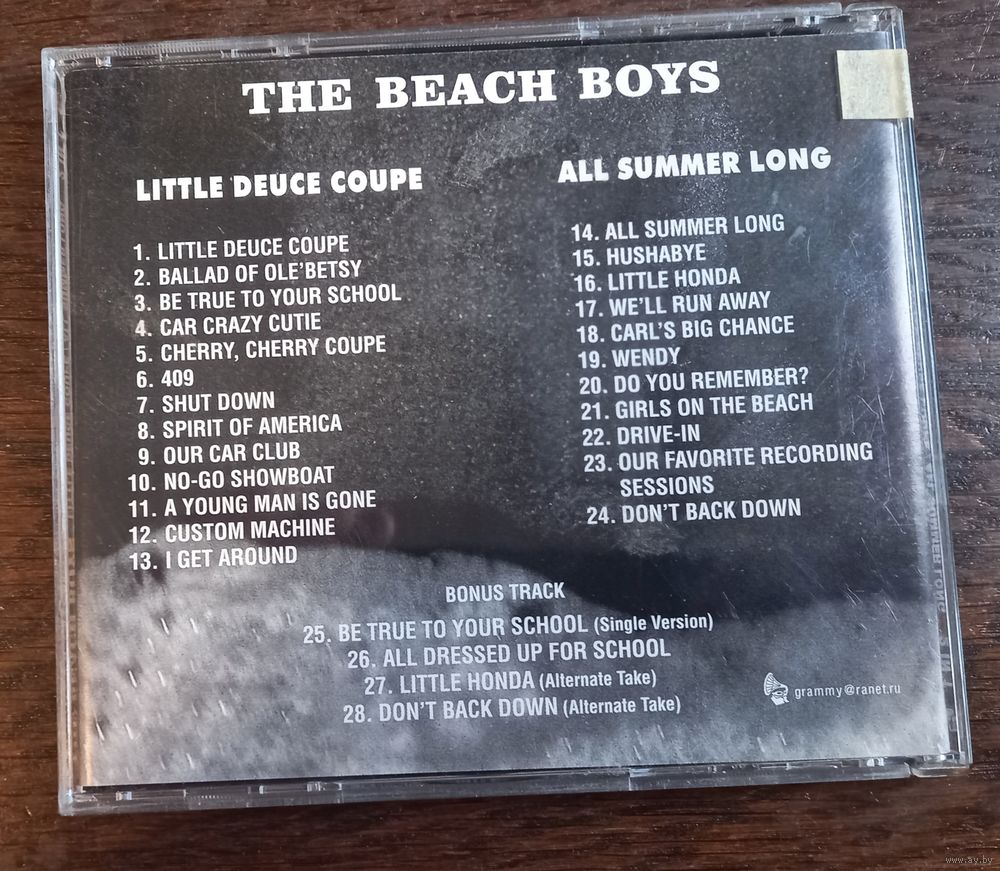 THE BEACH BOYS
LITTLE DEUCE COUPE
1. LITTLE DEUCE COUPE
2. BALLAD OF OLE'BETSY
3. BE TRUE TO YOUR SCHOOL
4. CAR CRAZY CUTIE
5. CHERRY, CHERRY COUPE
6. 409
7. SHUT DOWN
8. SPIRIT OF AMERICA
9. OUR CAR CLUB
10. NO-GO SHOWBOAT
11. A YOUNG MAN IS GONE
12. CUSTOM MACHINE
13. I GET AROUND
ALL SUMMER LONG
14. ALL SUMMER LONG
15. HUSHABYE
16. LITTLE HONDA
17. WE'LL RUN AWAY
18. CARL'S BIG CHANCE
19. WENDY
20. DO YOU REMEMBER?
21. GIRLS ON THE BEACH
22. DRIVE-IN
23. OUR FAVORITE RECORDING
SESSIONS
24. DON'T BACK DOWN
BONUS TRACK
25. BE TRUE TO YOUR SCHOOL (Single Version)
26. ALL DRESSED UP FOR SCHOOL
27. LITTLE HONDA (Alternate Take)
28. DON'T BACK DOWN (Alternate Take)
grammy@ranet.ru
www.ay.by